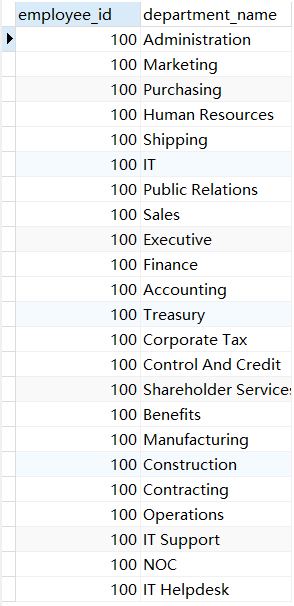 employee_id department_name
100 Administration
100 Marketing
100 Purchasing
100 Human Resources
100 Shipping
100 IT
100 Public Relations
100 Sales
100 Executive
100 Finance
100 Accounting
100 Treasury
100 Corporate Tax
100 Control And Credit
100 Shareholder Services
100 Benefits
100 Manufacturing
100 Construction
100 Contracting
100 Operations
100 IT Support
100 NOC
100 IT Helpdesk